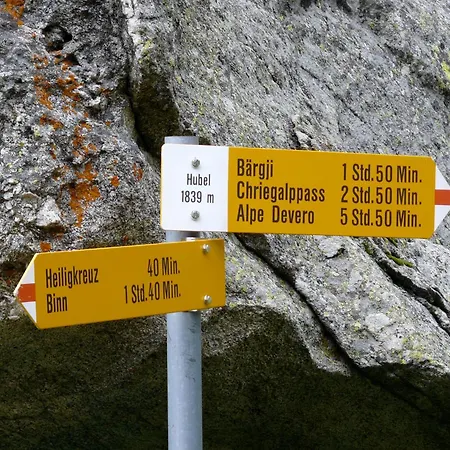 Hubel
1839 m
Bärgji 1 Std. 50 Min.
Chriegalppass 2 Std. 50 Min.
Alpe Devero 5 Std. 50 Min.
Heiligkreuz 40 Min.
Binn 1 Std. 40 Min.